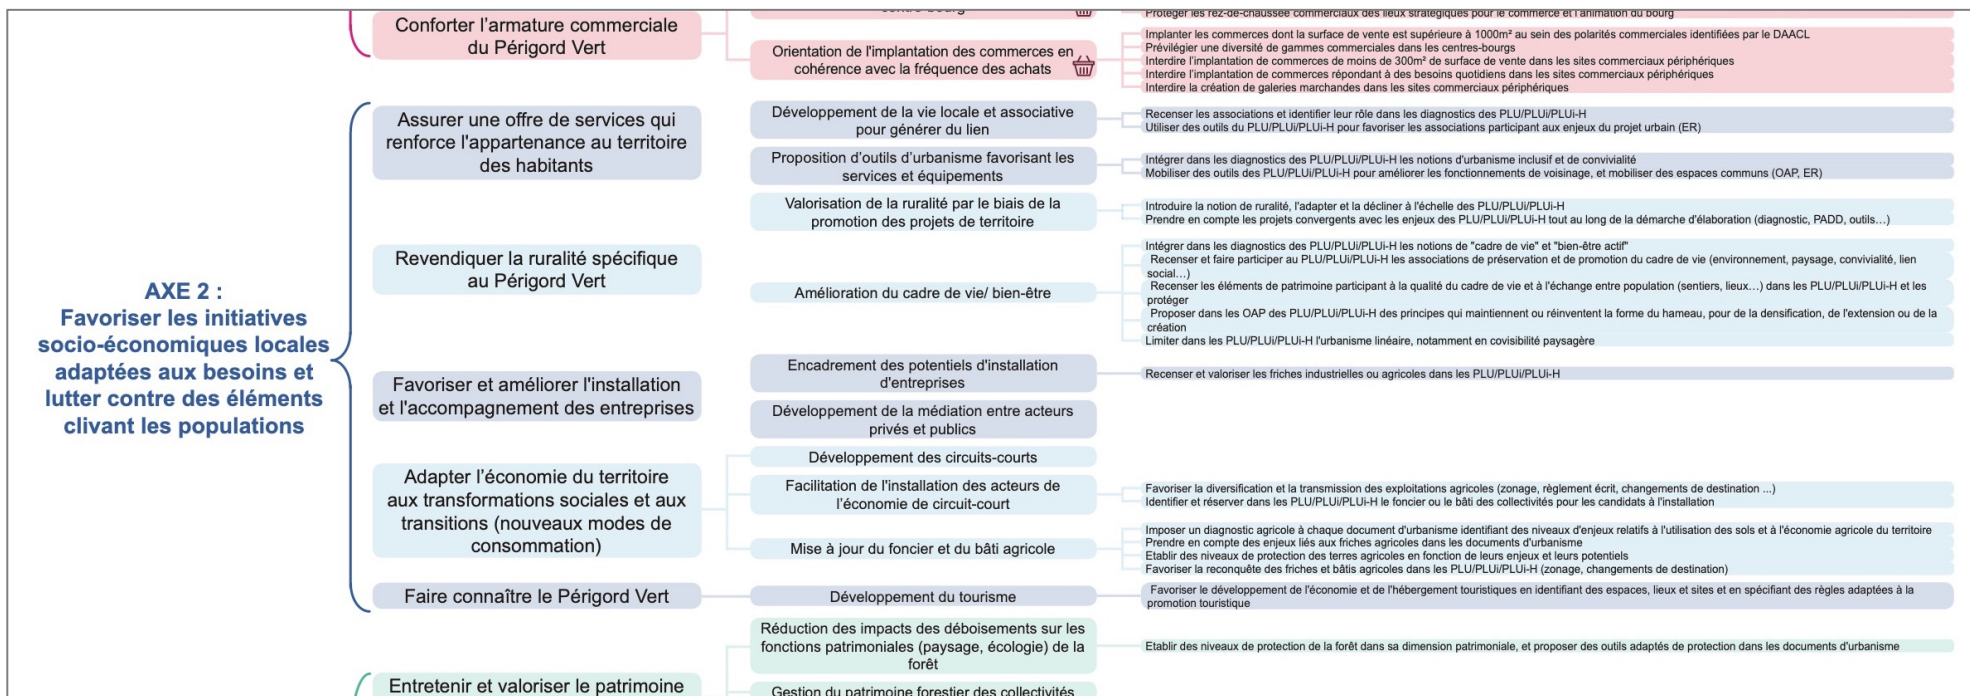 Conforter l'armature commerciale
du Périgord Vert
centre-bourg
Protéger les rez-de-chaussée commerciaux des lieux stratégiques pour le commerce et l'animation du bourg
Orientation de l'implantation des commerces en
cohérence avec la fréquence des achats
Implanter les commerces dont la surface de vente est supérieure à 1000m² au sein des polarités commerciales identifiées par le DAACL
Prévilégier une diversité de gammes commerciales dans les centres-bourgs
Interdire l'implantation de commerces de moins de 300m² de surface de vente dans les sites commerciaux périphériques
Interdire l'implantation de commerces répondant à des besoins quotidiens dans les sites commerciaux périphériques
Interdire la création de galeries marchandes dans les sites commerciaux périphériques
AXE 2 :
Favoriser les initiatives
socio-économiques locales
adaptées aux besoins et
lutter contre des éléments
clivant les populations
Assurer une offre de services qui
renforce l'appartenance au territoire
des habitants
Développement de la vie locale et associative
pour générer du lien
Recenser les associations et identifier leur rôle dans les diagnostics des PLU/PLUi/PLUi-H
Utiliser des outils du PLU/PLUi/PLUi-H pour favoriser les associations participant aux enjeux du projet urbain (ER)
Proposition d'outils d'urbanisme favorisant les
services et équipements
Intégrer dans les diagnostics des PLU/PLUi/PLUi-H les notions d'urbanisme inclusif et de convivialité
Mobiliser des outils des PLU/PLUi/PLUi-H pour améliorer les fonctionnements de voisinage, et mobiliser des espaces communs (OAP, ER)
Revendiquer la ruralité spécifique
au Périgord Vert
Valorisation de la ruralité par le biais de la
promotion des projets de territoire
Introduire la notion de ruralité, l'adapter et la décliner à l'échelle des PLU/PLUi/PLUi-H
Prendre en compte les projets convergents avec les enjeux des PLU/PLUi/PLUi-H tout au long de la démarche d'élaboration (diagnostic, PADD, outils…)
Amélioration du cadre de vie/ bien-être
Intégrer dans les diagnostics des PLU/PLUi/PLUi-H les notions de "cadre de vie" et "bien-être actif"
Recenser et faire participer au PLU/PLUi/PLUi-H les associations de préservation et de promotion du cadre de vie (environnement, paysage, convivialité, lien
social…)
Recenser les éléments de patrimoine participant à la qualité du cadre de vie et à l'échange entre population (sentiers, lieux…) dans les PLU/PLUi/PLUi-H et les
protéger
Proposer dans les OAP des PLU/PLUi/PLUi-H des principes qui maintiennent ou réinventent la forme du hameau, pour de la densification, de l'extension ou de la
création
Limiter dans les PLU/PLUi/PLUi-H l'urbanisme linéaire, notamment en covisibilité paysagère
Favoriser et améliorer l'installation
et l'accompagnement des entreprises
Encadrement des potentiels d'installation
d'entreprises
Recenser et valoriser les friches industrielles ou agricoles dans les PLU/PLUi/PLUi-H
Développement de la médiation entre acteurs
privés et publics
Adapter l'économie du territoire
aux transformations sociales et aux
transitions (nouveaux modes de
consommation)
Développement des circuits-courts
Facilitation de l'installation des acteurs de
l'économie de circuit-court
Favoriser la diversification et la transmission des exploitations agricoles (zonage, règlement écrit, changements de destination ...)
Identifier et réserver dans les PLU/PLUi/PLUi-H le foncier ou le bâti des collectivités pour les candidats à l'installation
Mise à jour du foncier et du bâti agricole
Imposer un diagnostic agricole à chaque document d'urbanisme identifiant des niveaux d'enjeux relatifs à l'utilisation des sols et à l'économie agricole du territoire
Prendre en compte des enjeux liés aux friches agricoles dans les documents d'urbanisme
Etablir des niveaux de protection des terres agricoles en fonction de leurs enjeux et leurs potentiels
Favoriser la reconquête des friches et bâtis agricoles dans les PLU/PLUi/PLUi-H (zonage, changements de destination)
Faire connaître le Périgord Vert
Développement du tourisme
Favoriser le développement de l'économie et de l'hébergement touristiques en identifiant des espaces, lieux et sites et en spécifiant des règles adaptées à la
promotion touristique
Réduction des impacts des déboisements sur les
fonctions patrimoniales (paysage, écologie) de la
forêt
Etablir des niveaux de protection de la forêt dans sa dimension patrimoniale, et proposer des outils adaptés de protection dans les documents d'urbanisme
Entretenir et valoriser le patrimoine
Gestion du patrimoine forestier des collectivités